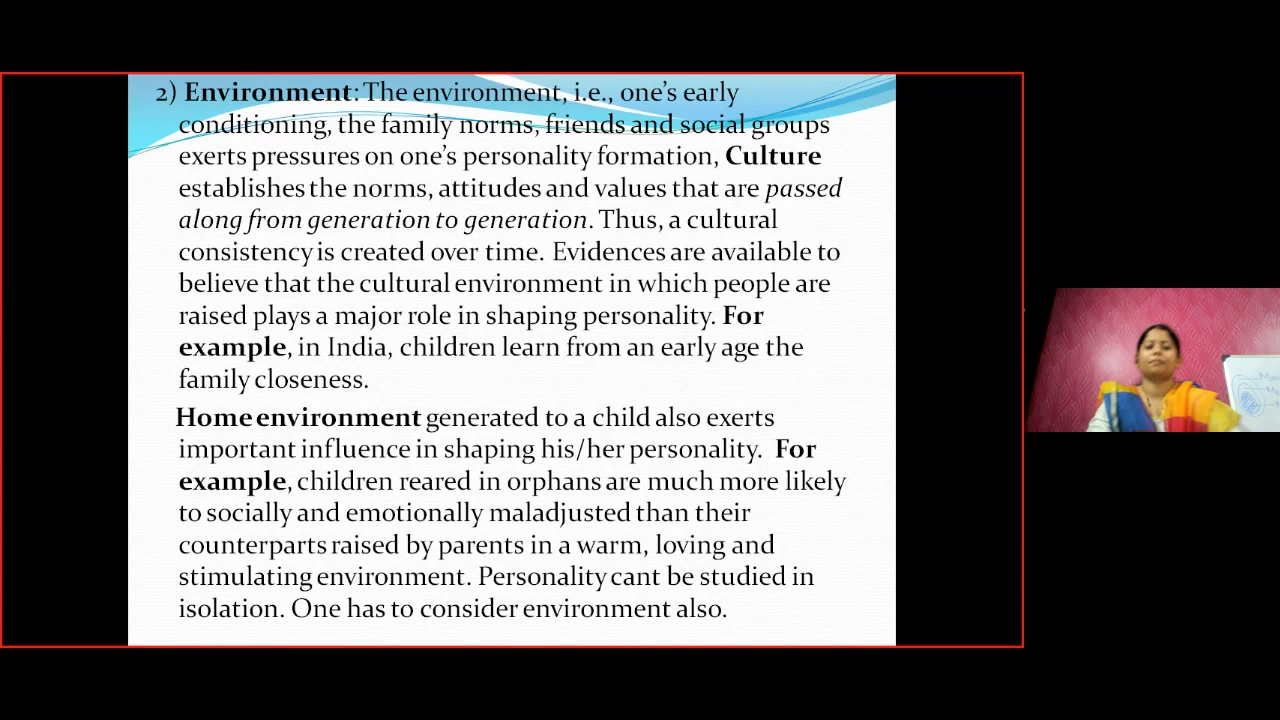 2) Environment: The environment, i.e., one's early
conditioning, the family norms, friends and social groups
exerts pressures on one's personality formation, Culture
establishes the norms, attitudes and values that are passed
along from generation to generation. Thus, a cultural
consistency is created over time. Evidences are available to
believe that the cultural environment in which people are
raised plays a major role in shaping personality. For
example, in India, children learn from an early age the
family closeness.
Home environment generated to a child also exerts
important influence in shaping his/her personality. For
example, children reared in orphans are much more likely
to socially and emotionally maladjusted than their
counterparts raised by parents in a warm, loving and
stimulating environment. Personality cant be studied in
isolation. One has to consider environment also.